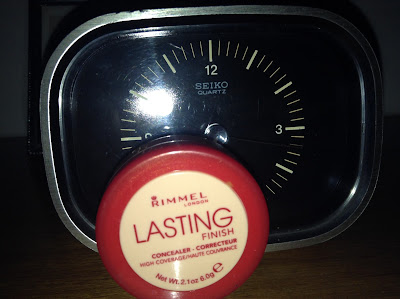 12
SEIKO
QUARTZ
3
RIMMEL
LONDON
LASTING
FINISH
CONCEALER - CORRECTEUR
HIGH COVERAGE/HAUTE COUVRANCE
Net Wt. 2.1oz 6.0g e